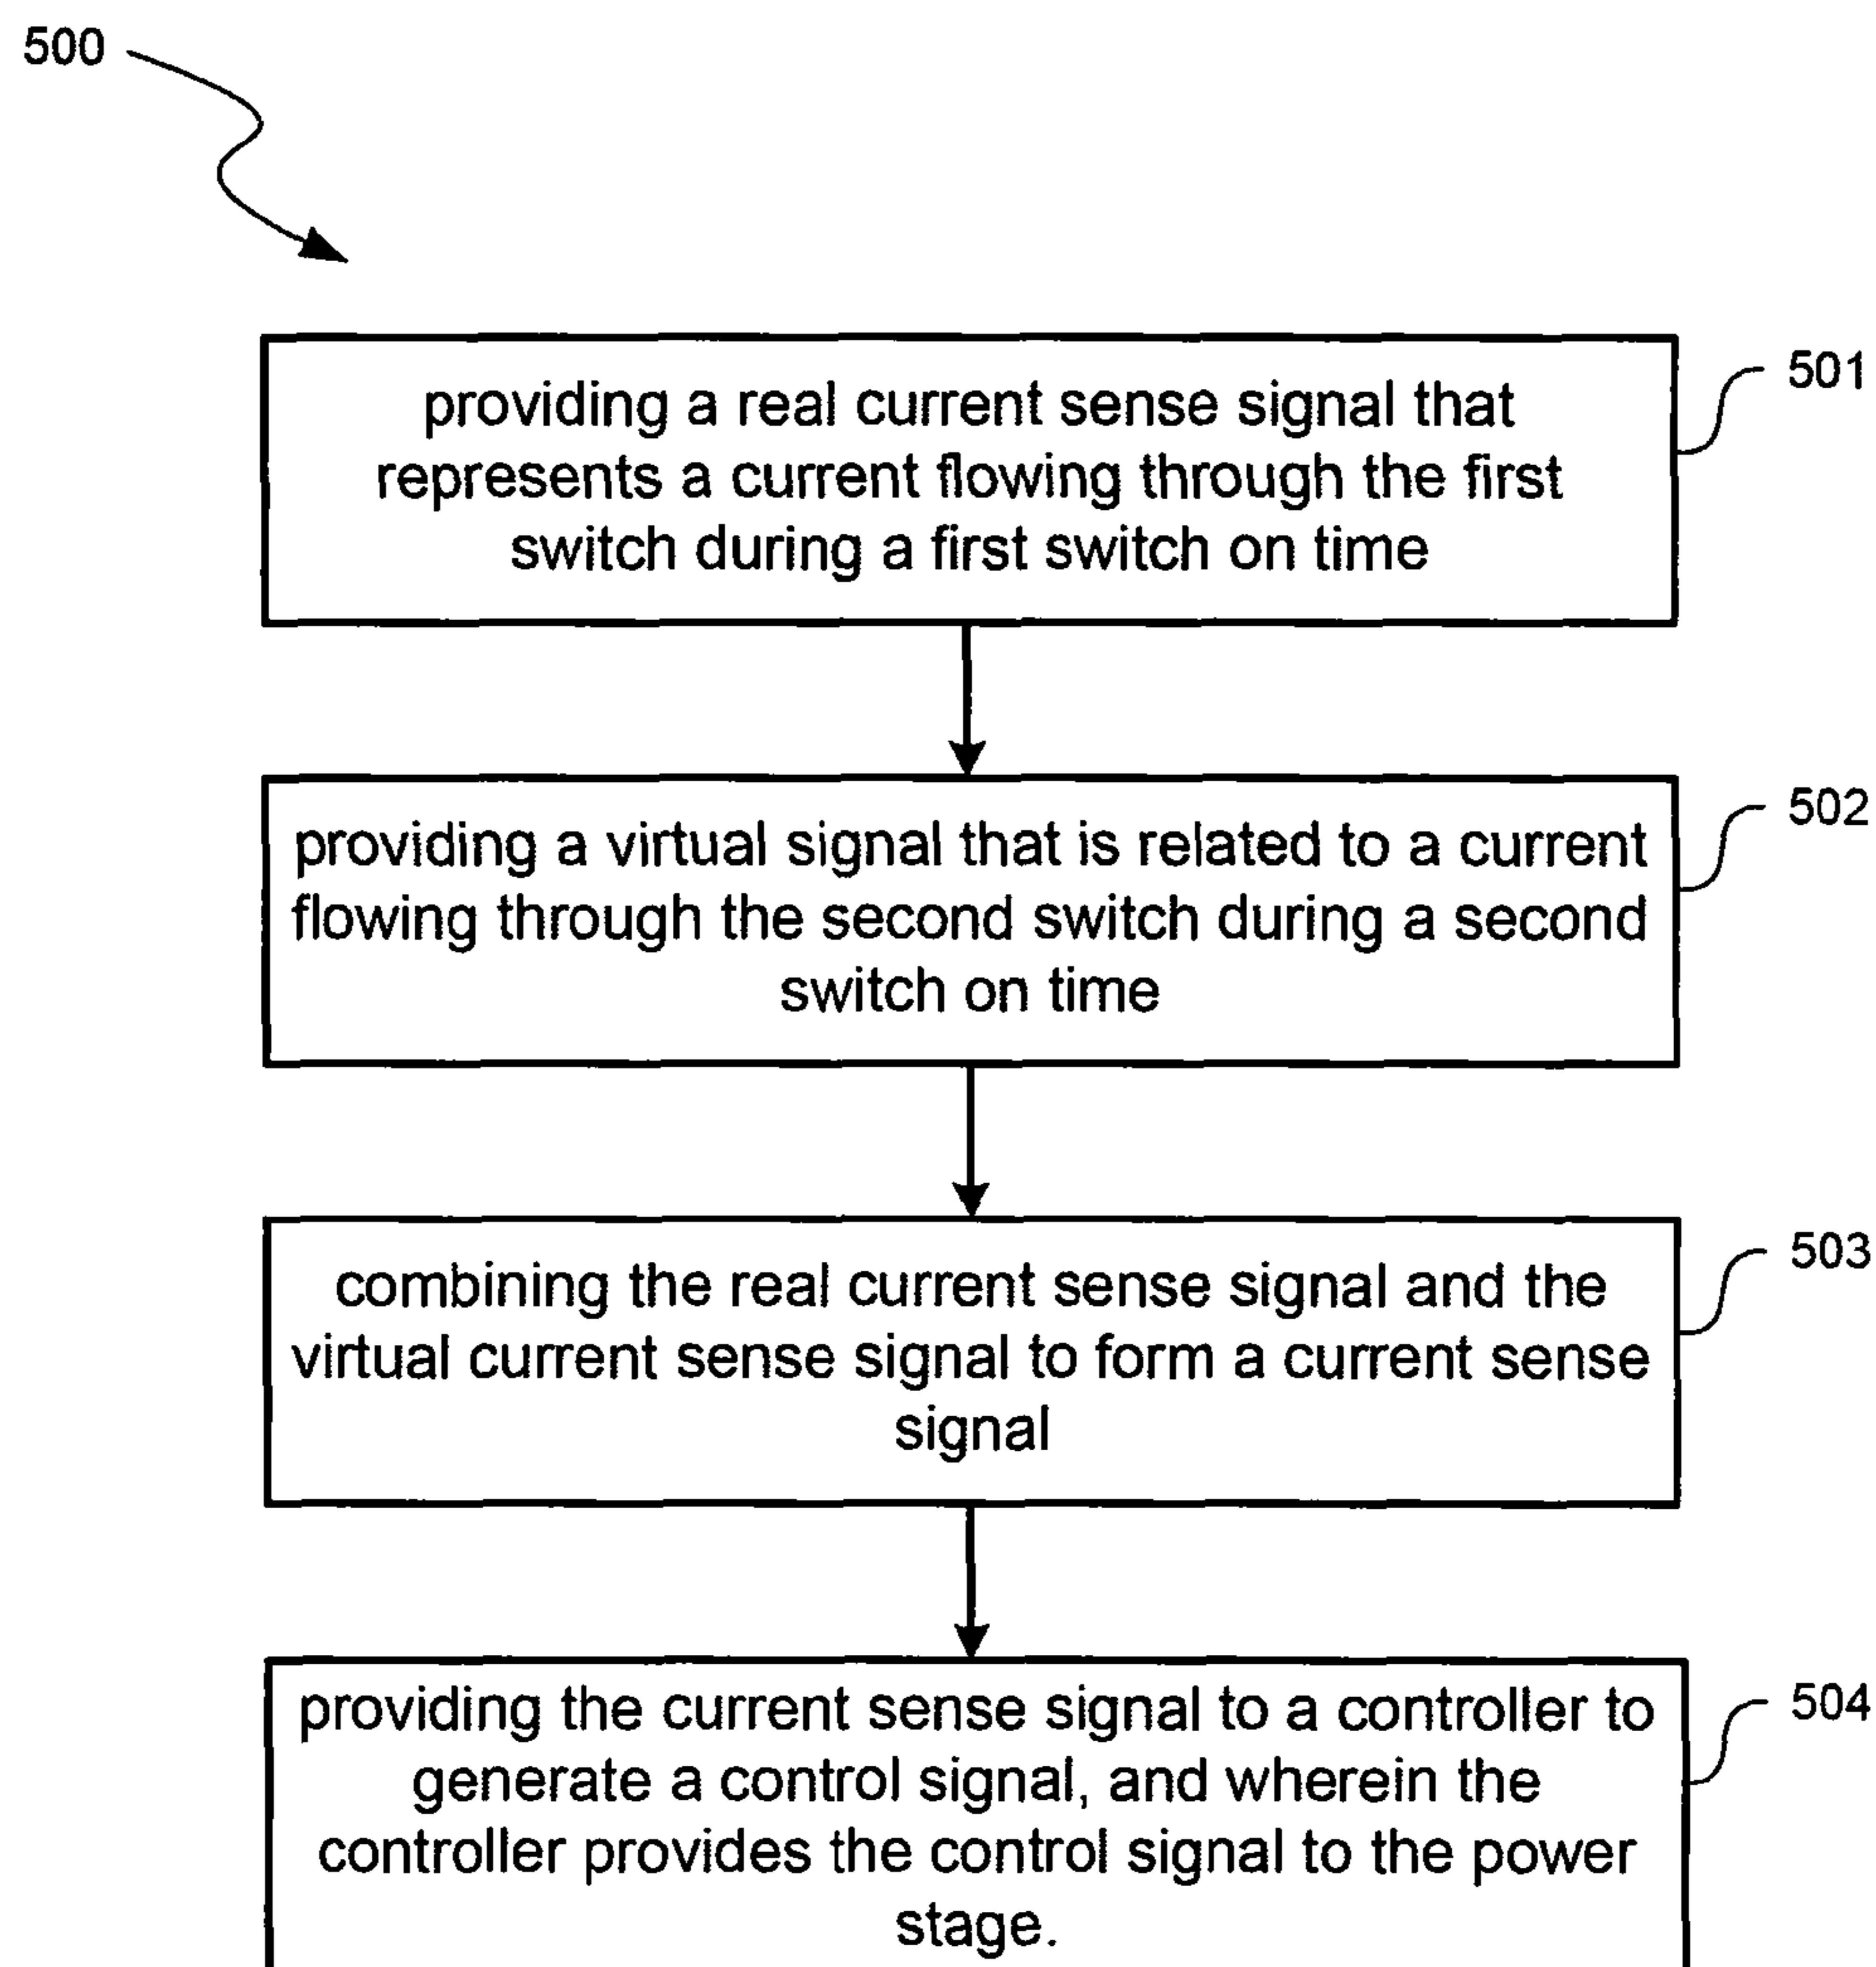 500
providing a real current sense signal that
represents a current flowing through the first
switch during a first switch on time
501
providing a virtual signal that is related to a current
flowing through the second switch during a second
switch on time
502
combining the real current sense signal and the
virtual current sense signal to form a current sense
signal
503
providing the current sense signal to a controller to
generate a control signal, and wherein the
controller provides the control signal to the power
stage.
504